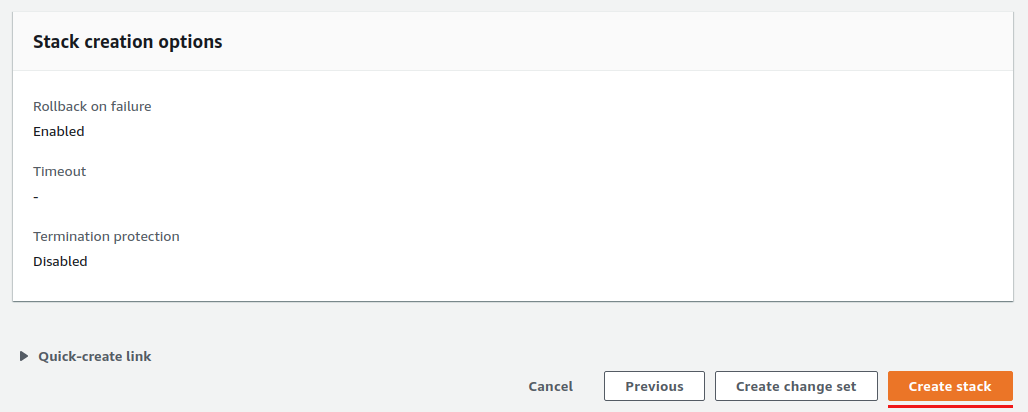 Stack creation options
Rollback on failure
Enabled
Timeout
-
Termination protection
Disabled
Quick-create link
Cancel Previous Create change set Create stack